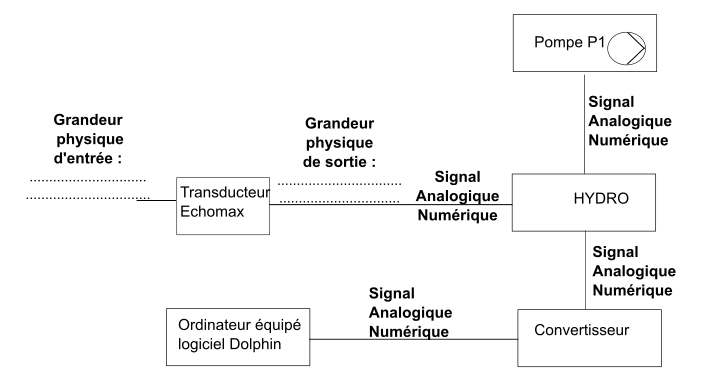 Pompe P1
Signal
Analogique
Numérique
Grandeur
physique
d'entrée :
..............................
................................
Grandeur
physique
de sortie :
................................
...............................
Transducteur
Echomax
Signal
Analogique
Numérique
HYDRO
Signal
Analogique
Numérique
Signal
Analogique
Numérique
Ordinateur équipé
logiciel Dolphin
Convertisseur